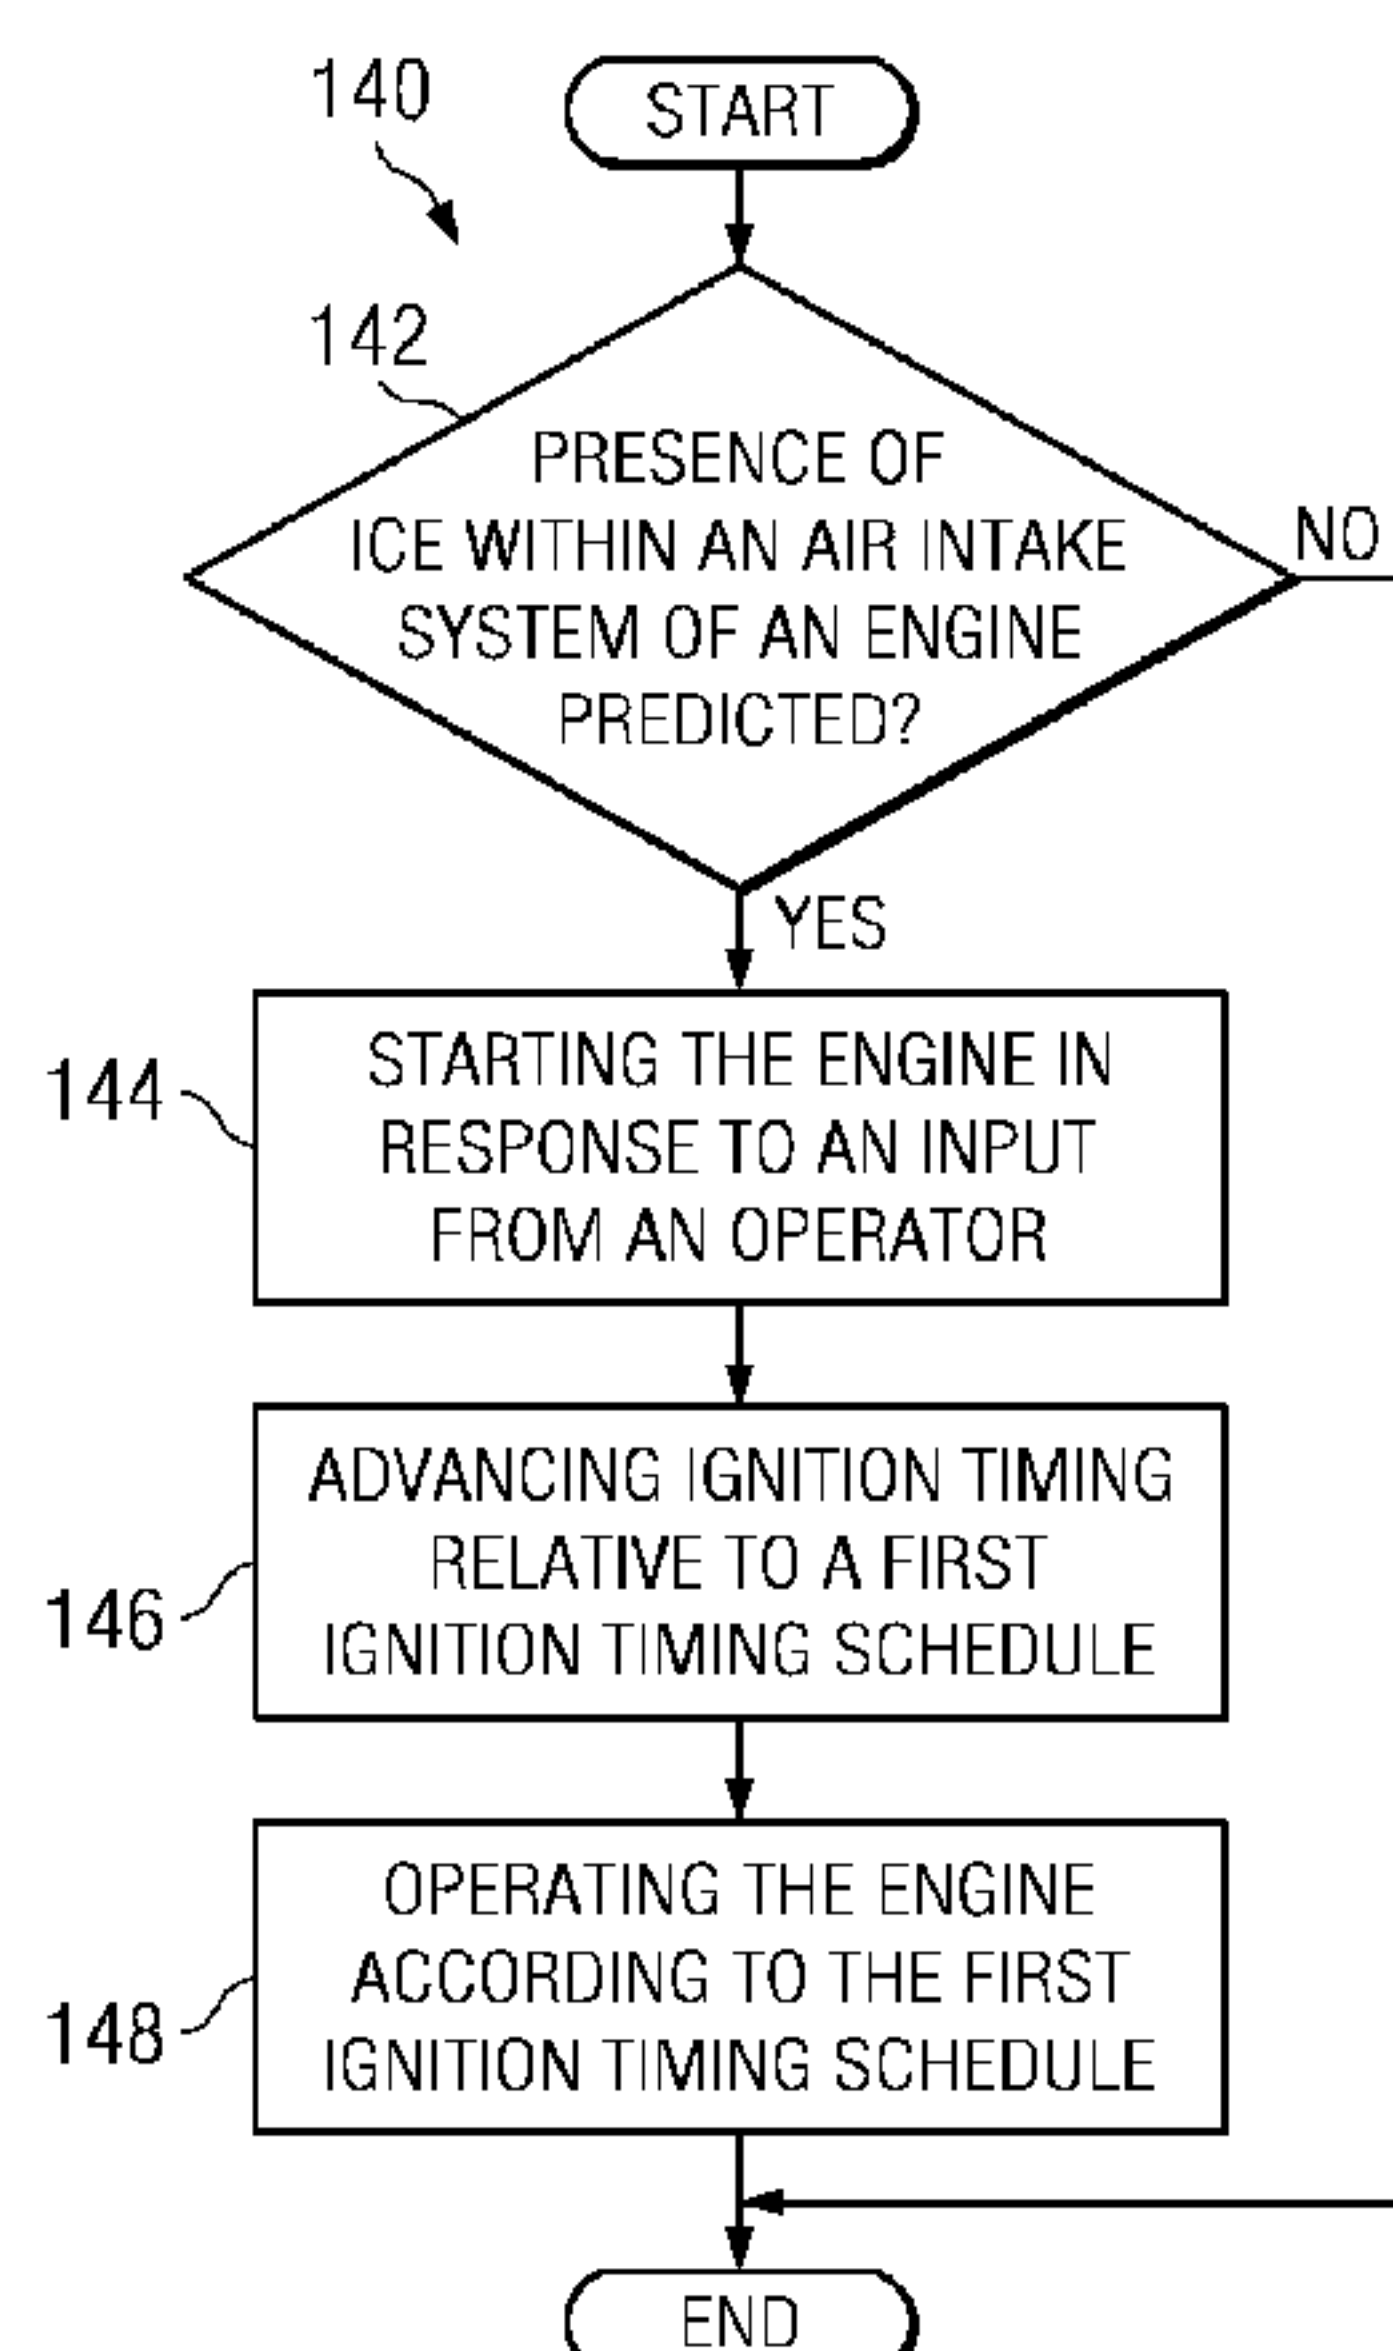 140
START
142
PRESENCE OF
ICE WITHIN AN AIR INTAKE
SYSTEM OF AN ENGINE
PREDICTED?
NO
YES
144
STARTING THE ENGINE IN
RESPONSE TO AN INPUT
FROM AN OPERATOR
146
ADVANCING IGNITION TIMING
RELATIVE TO A FIRST
IGNITION TIMING SCHEDULE
148
OPERATING THE ENGINE
ACCORDING TO THE FIRST
IGNITION TIMING SCHEDULE
END